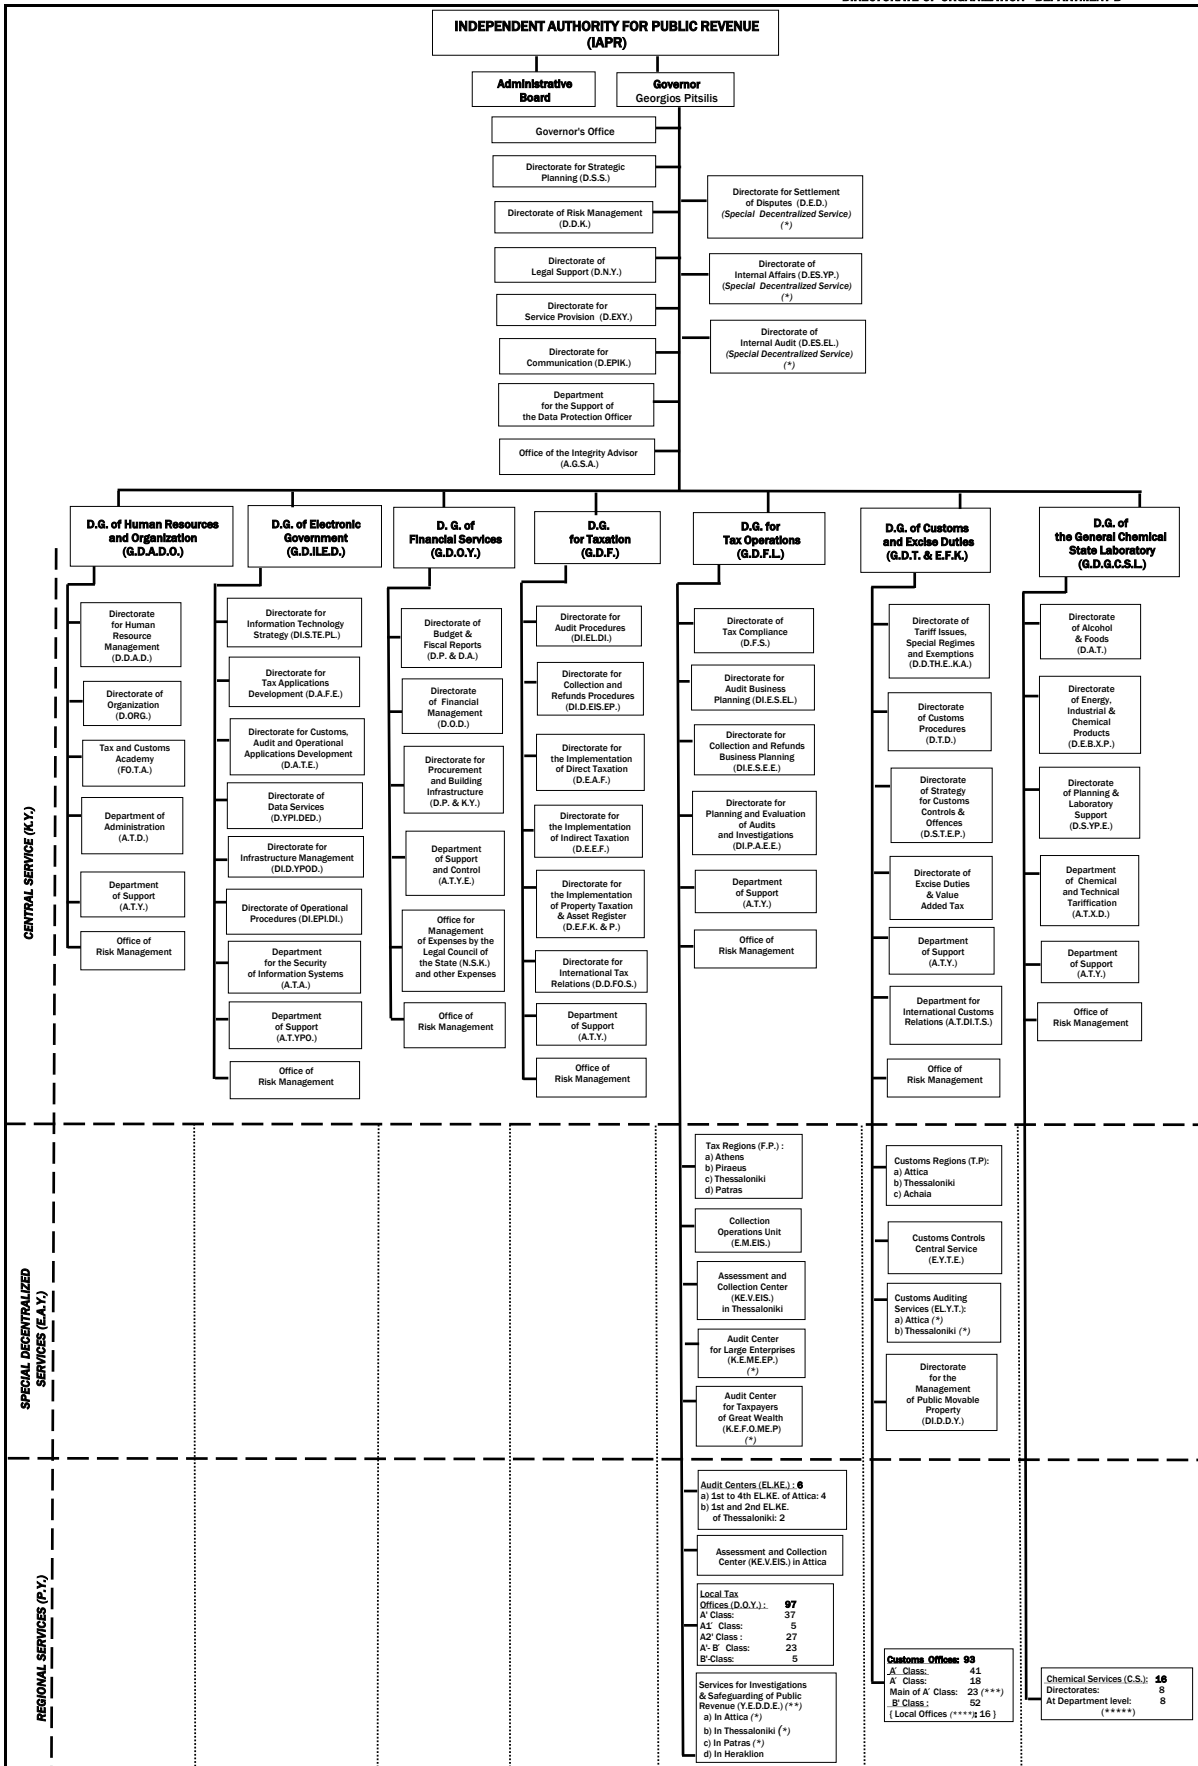 DIRECTORATE OF ORGANIZATION - DEPARTMENT B'
INDEPENDENT AUTHORITY FOR PUBLIC REVENUE
(IAPR)
Administrative
Board
Governor
Georgios Pitsilis
Governor's Office
Directorate for Strategic
Planning (D.S.S.)
Directorate of Risk Management
(D.D.K.)
Directorate of
Legal Support (D.N.Y.)
Directorate for
Service Provision (D.EXY.)
Directorate for
Communication (D.EPIK.)
Department
for the Support of
the Data Protection Officer
Office of the Integrity Advisor
(A.G.S.A.)
Directorate for Settlement
of Disputes (D.E.D.)
(Special Decentralized Service)
(*)
Directorate of
Internal Affairs (D.ES.YP.)
(Special Decentralized Service)
(*)
Directorate of
Internal Audit (D.ES.EL.)
(Special Decentralized Service)
(*)
CENTRAL SERVICE (K.Y.)
D.G. of Human Resources
and Organization
(G.D.A.D.O.)
Directorate
for Human
Resource
Management
(D.D.A.D.)
Directorate of
Organization
(D.ORG.)
Tax and Customs
Academy
(FO.T.A.)
Department of
Administration
(A.T.D.)
Department
of Support
(A.T.Y.)
Office of
Risk Management
D.G. of Electronic
Government
(G.D.ILE.D.)
Directorate for
Information Technology
Strategy (DI.S.TE.PL.)
Directorate for
Tax Applications
Development (D.A.F.E.)
Directorate for Customs,
Audit and Operational
Applications Development
(D.A.T.E.)
Directorate of
Data Services
(D.YPI.DED.)
Directorate for
Infrastructure Management
(DI.D.YPOD.)
Directorate of Operational
Procedures (DI.EPI.DI.)
Department
for the Security
of Information Systems
(A.T.A.)
Department
of Support
(A.T.YPO.)
Office of
Risk Management
D. G. of
Financial Services
(G.D.O.Y.)
Directorate of
Budget &
Fiscal Reports
(D.P. & D.A.)
Directorate
of Financial
Management
(D.O.D.)
Directorate for
Procurement
and Building
Infrastructure
(D.P. & K.Y.)
Department
of Support
and Control
(A.T.Y.E.)
Office for
Management
of Expenses by the
Legal Council of
the State (N.S.K.)
and other Expenses
Office of
Risk Management
D.G.
for Taxation
(G.D.F.)
Directorate for
Audit Procedures
(DI.EL.DI.)
Directorate for
Collection and
Refunds Procedures
(DI.D.EIS.EP.)
Directorate for
the Implementation
of Direct Taxation
(D.E.A.F.)
Directorate for
the Implementation
of Indirect Taxation
(D.E.E.F.)
Directorate for
the Implementation
of Property Taxation
& Asset Register
(D.E.F.K. & P.)
Directorate for
International Tax
Relations (D.D.FO.S.)
Department
of Support
(A.T.Y.)
Office of
Risk Management
D.G. for
Tax Operations
(G.D.F.L.)
Directorate of
Tax Compliance
(D.F.S.)
Directorate for
Audit Business
Planning (DI.E.S.EL.)
Directorate for
Collection and Refunds
Business Planning
(DI.E.S.E.E.)
Directorate for
Planning and Evaluation
of Audits
and Investigations
(DI.P.A.E.E.)
Department
of Support
(A.T.Y.)
Office of
Risk Management
D.G. of Customs
and Excise Duties
(G.D.T. & E.F.K.)
Directorate of
Tariff Issues,
Special Regimes
and Exemptions
(D.D.TH.E..K.A.)
Directorate
of Customs
Procedures
(D.T.D.)
Directorate
of Strategy
for Customs
Controls &
Offences
(D.S.T.E.P.)
Directorate of
Excise Duties
& Value
Added Tax
Department
of Support
(A.T.Y.)
Department for
International Customs
Relations (A.T.DI.T.S.)
Office of
Risk Management
D.G. of
the General Chemical
State Laboratory
(G.D.G.C.S.L.)
Directorate
of Alcohol
& Foods
(D.A.T.)
Directorate
of Energy,
Industrial &
Chemical
Products
(D.E.B.X.P.)
Directorate
of Planning &
Laboratory
Support
(D.S.YP.E.)
Department
of Chemical
and Technical
Tariffication
(A.T.X.D.)
Department
of Support
(A.T.Y.)
Office of
Risk Management
SPECIAL DECENTRALIZED
SERVICES (E.A.Y.)
Tax Regions (F.P.) :
a) Athens
b) Piraeus
c) Thessaloniki
d) Patras
Collection
Operations Unit
(E.M.EIS.)
Assessment and
Collection Center
(KE.V.EIS.)
in Thessaloniki
Audit Center
for Large Enterprises
(K.E.ME.EP.)
(*)
Audit Center
for Taxpayers
of Great Wealth
(K.E.F.O.ME.P)
(*)
Customs Regions (T.P):
a) Attica
b) Thessaloniki
c) Achaia
Customs Controls
Central Service
(E.Y.T.E.)
Customs Auditing
Services (EL.Y.T.):
a) Attica (*)
b) Thessaloniki (*)
Directorate
for the
Management
of Public Movable
Property
(DI.D.D.Y.)
REGIONAL SERVICES (P.Y.)
Audit Centers (EL.KE.) : 6
a) 1st to 4th EL.KE. of Attica: 4
b) 1st and 2nd EL.KE.
of Thessaloniki: 2
Assessment and Collection
Center (KE.V.EIS.) in Attica
Local Tax
Offices (D.O.Y.) : 97
A' Class: 37
A1' Class: 5
A2' Class : 27
A'- B' Class: 23
B'-Class: 5
Services for Investigations
& Safeguarding of Public
Revenue (Y.E.D.D.E.) (**)
a) In Attica (*)
b) In Thessaloniki (*)
c) In Patras (*)
d) In Heraklion
Customs Offices: 93
A' Class: 41
A' Class: 18
Main of A' Class: 23 (***)
B' Class : 52
{ Local Offices (****): 16 }
Chemical Services (C.S.): 16
Directorates: 8
At Department level: 8
(*****)